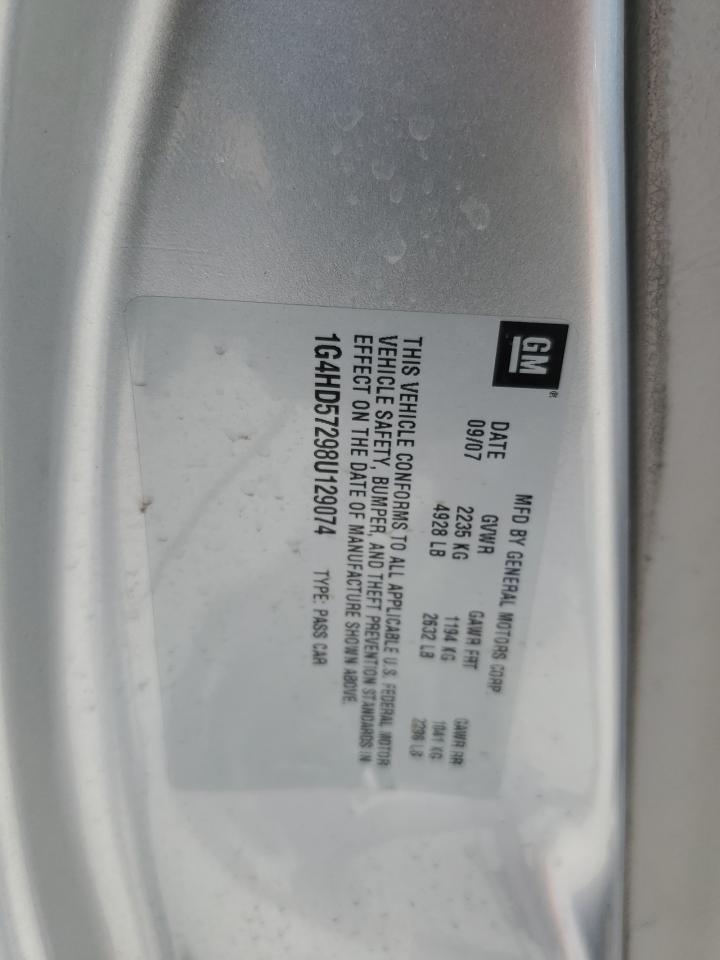 GM®
MFD BY GENERAL MOTORS CORP
DATE GVWR GAWR FRT GAWR RR
09/07 2235 KG 1194 KG 1041 KG
4928 LB 2632 LB 2296 LB
THIS VEHICLE CONFORMS TO ALL APPLICABLE U.S. FEDERAL MOTOR
VEHICLE SAFETY, BUMPER, AND THEFT PREVENTION STANDARDS IN
EFFECT ON THE DATE OF MANUFACTURE SHOWN ABOVE.
1G4HD57298U129074 TYPE: PASS CAR